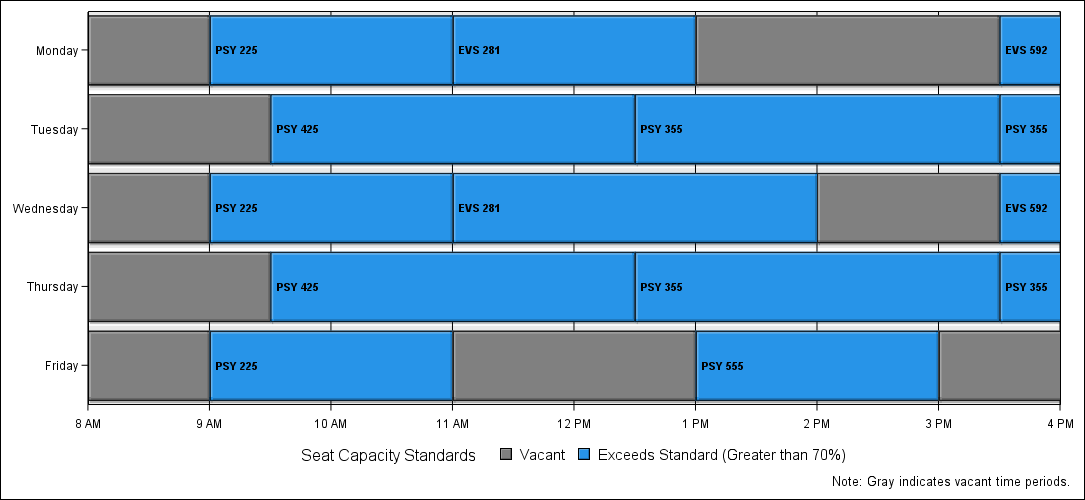 Monday PSY 225 EVS 281 EVS 592
Tuesday PSY 425 PSY 355 PSY 355
Wednesday PSY 225 EVS 281 EVS 592
Thursday PSY 425 PSY 355 PSY 355
Friday PSY 225 PSY 555
8 AM 9 AM 10 AM 11 AM 12 PM 1 PM 2 PM 3 PM 4 PM
Seat Capacity Standards Vacant Exceeds Standard (Greater than 70%)
Note: Gray indicates vacant time periods.